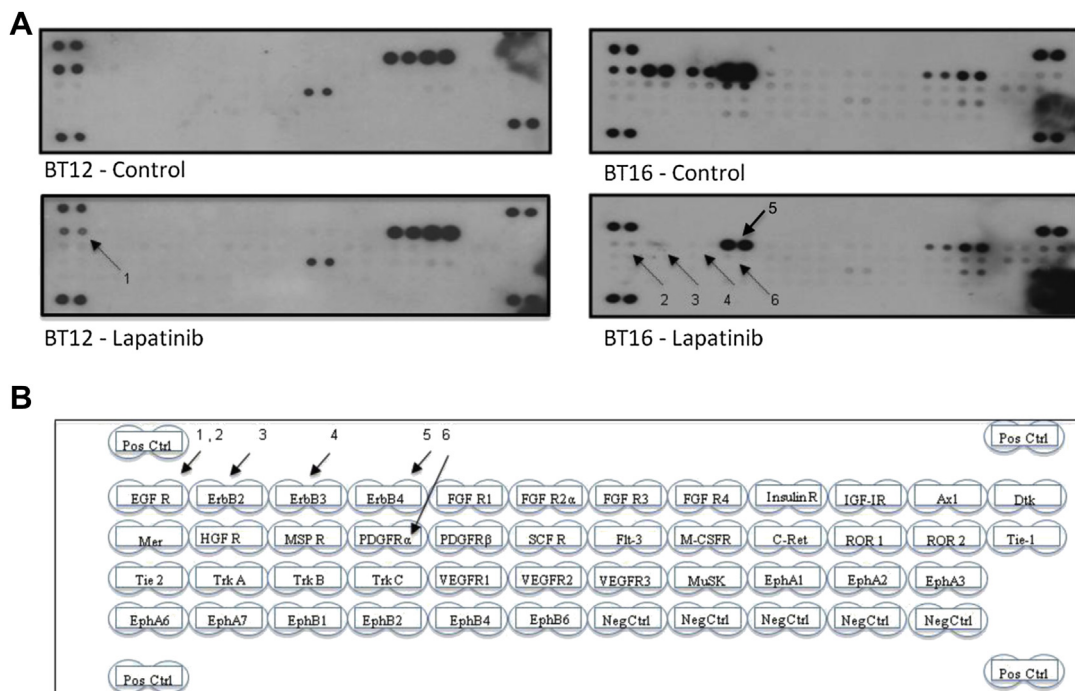 A
BT12 - Control
BT16 - Control
1
5
2 3 4 6
BT12 - Lapatinib
BT16 - Lapatinib
B
1 , 2 3 4 5 6
Pos Ctrl Pos Ctrl
EGF R ErbB2 ErbB3 ErbB4 FGF R1 FGF R2α FGF R3 FGF R4 Insulin R IGF-IR Ax1 Dtk
Mer HGF R MSP R PDGFRα PDGFRβ SCF R Flt-3 M-CSFR C-Ret ROR 1 ROR 2 Tie-1
Tie 2 Trk A Trk B Trk C VEGFR1 VEGFR2 VEGFR3 MuSK EphA1 EphA2 EphA3
EphA6 EphA7 EphB1 EphB2 EphB4 EphB6 NegCtrl NegCtrl NegCtrl NegCtrl NegCtrl
Pos Ctrl Pos Ctrl